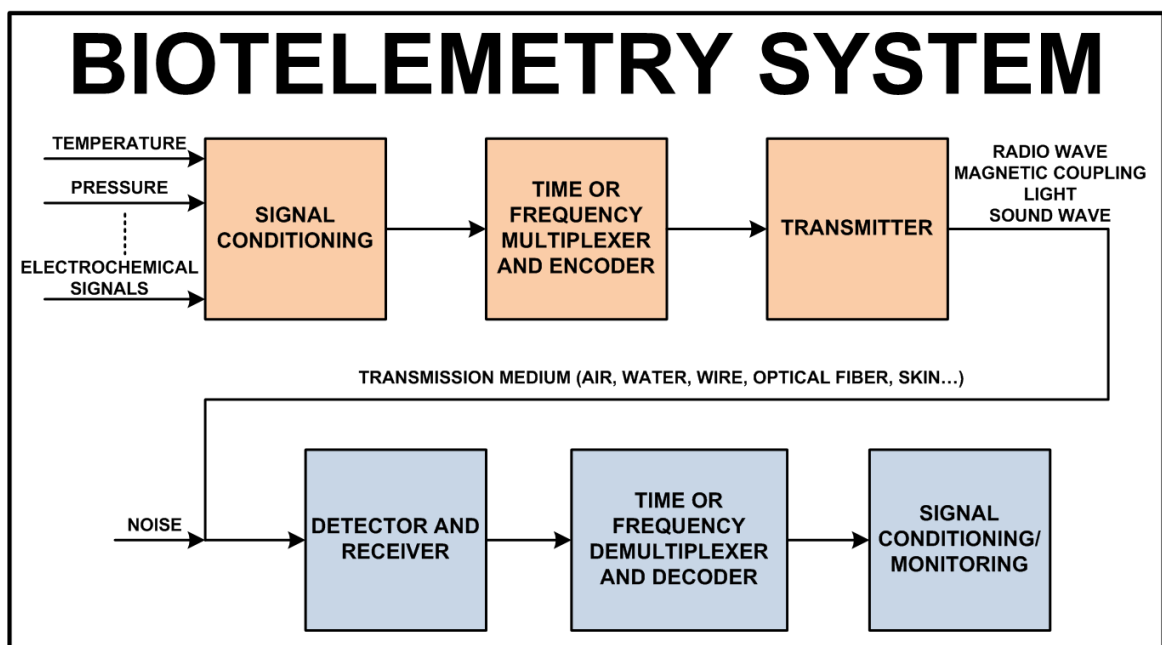 BIOTELEMETRY SYSTEM
TEMPERATURE
PRESSURE
ELECTROCHEMICAL
SIGNALS
SIGNAL
CONDITIONING
TIME OR
FREQUENCY
MULTIPLEXER
AND ENCODER
TRANSMITTER
RADIO WAVE
MAGNETIC COUPLING
LIGHT
SOUND WAVE
TRANSMISSION MEDIUM (AIR, WATER, WIRE, OPTICAL FIBER, SKIN...)
NOISE
DETECTOR AND
RECEIVER
TIME OR
FREQUENCY
DEMULTIPLEXER
AND DECODER
SIGNAL
CONDITIONING/
MONITORING